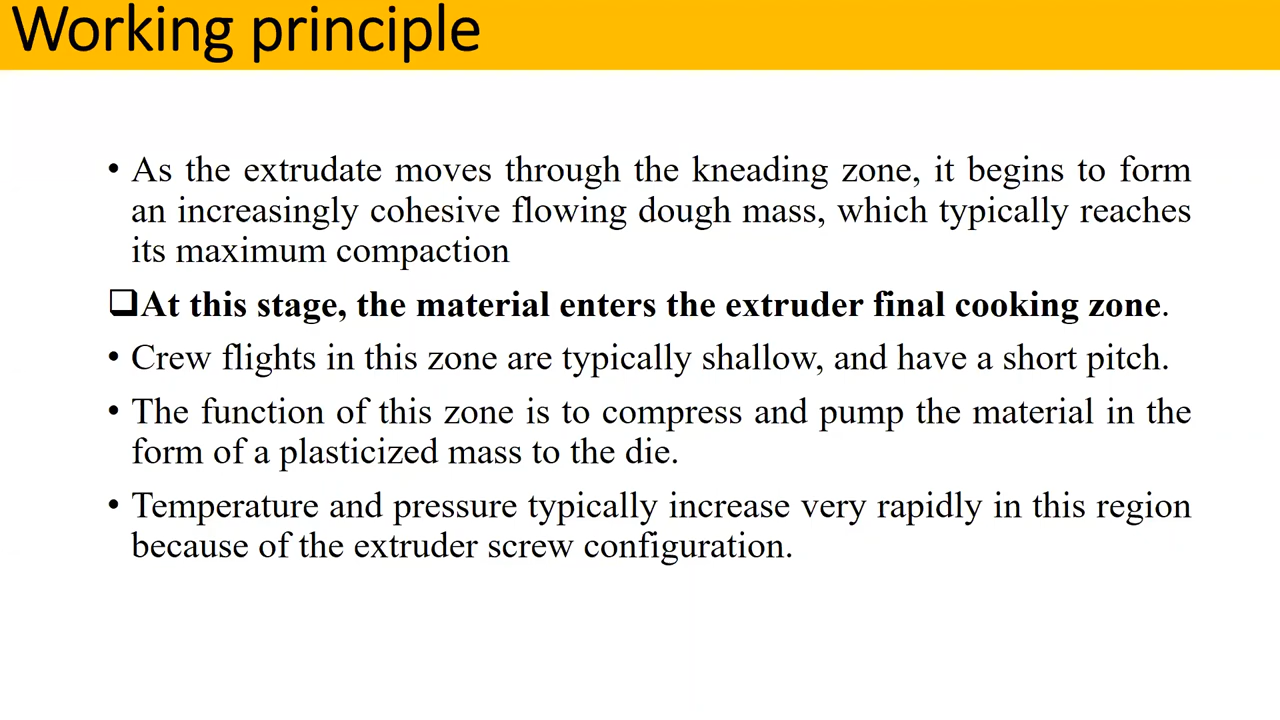 Working principle
• As the extrudate moves through the kneading zone, it begins to form
an increasingly cohesive flowing dough mass, which typically reaches
its maximum compaction
❑At this stage, the material enters the extruder final cooking zone.
• Crew flights in this zone are typically shallow, and have a short pitch.
• The function of this zone is to compress and pump the material in the
form of a plasticized mass to the die.
• Temperature and pressure typically increase very rapidly in this region
because of the extruder screw configuration.